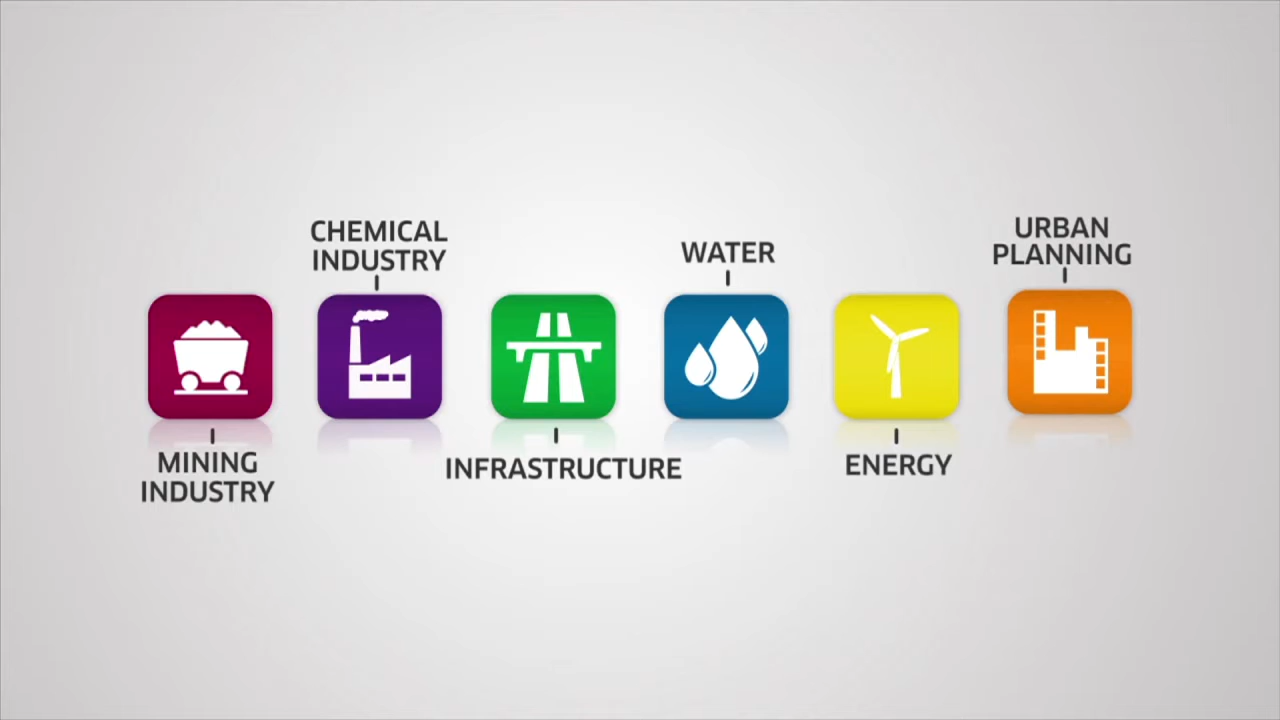 MINING
INDUSTRY
CHEMICAL
INDUSTRY
INFRASTRUCTURE
WATER
ENERGY
URBAN
PLANNING